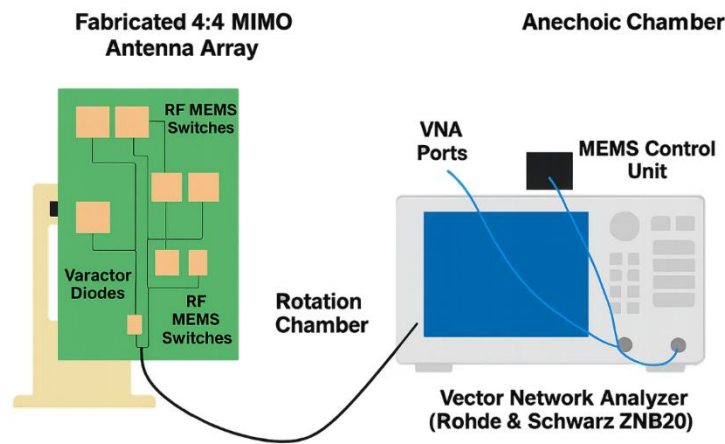 Fabricated 4:4 MIMO
Antenna Array
Anechoic Chamber
RF MEMS
Switches
VNA
Ports
MEMS Control
Unit
Varactor
Diodes
RF
MEMS
Switches
Rotation
Chamber
Vector Network Analyzer
(Rohde & Schwarz ZNB20)